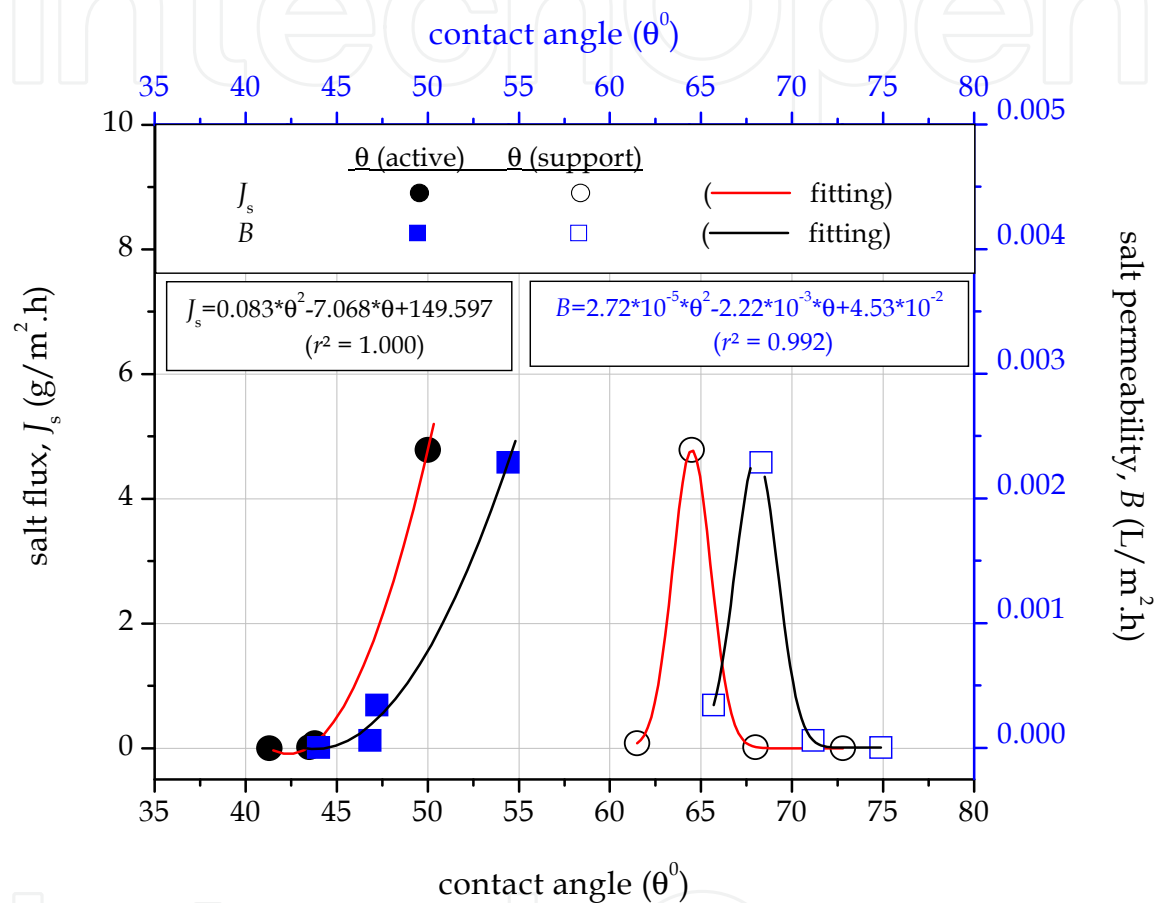 IntechOpen
contact angle (θ⁰)
35 40 45 50 55 60 65 70 75 80
10 0.005
θ (active) θ (support)
Jₛ (— fitting)
B (— fitting)
8 0.004
Jₛ=0.083*θ²-7.068*θ+149.597
(r² = 1.000)
B=2.72*10⁻⁵*θ²-2.22*10⁻³*θ+4.53*10⁻²
(r² = 0.992)
6 0.003
4 0.002
2 0.001
0 0.000
salt flux, Jₛ (g/m².h)
salt permeability, B (L/m².h)
35 40 45 50 55 60 65 70 75 80
contact angle (θ⁰)